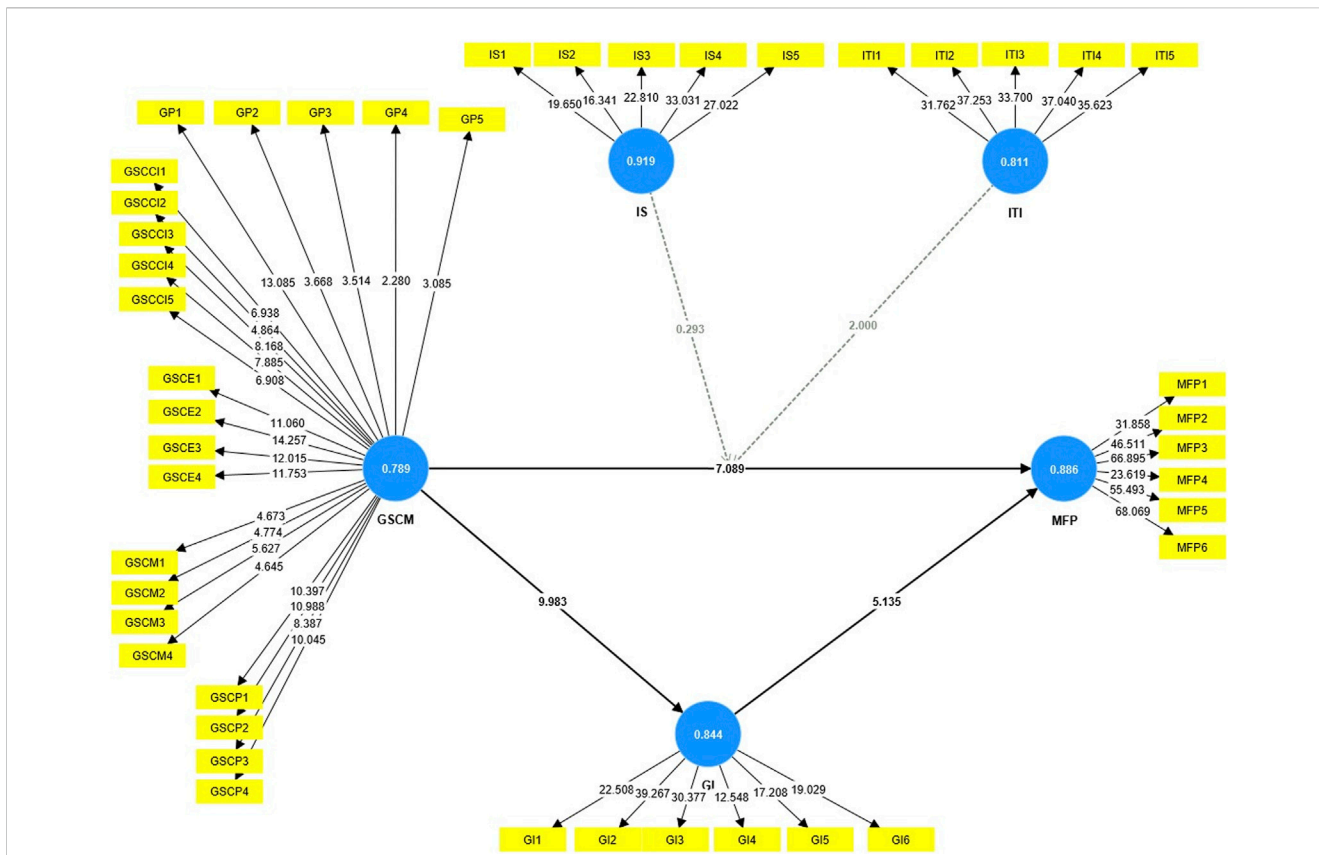 IS1 IS2 IS3 IS4 IS5
ITI1 ITI2 ITI3 ITI4 ITI5
19.650 16.341 22.810 33.031 27.022
31.762 37.253 33.700 37.040 35.623
GP1 GP2 GP3 GP4 GP5
0.919
IS
0.811
ITI
GSCCI1
GSCCI2
GSCCI3
GSCCI4
GSCCI5
13.085 3.668 3.514 2.280 3.085
6.938
4.864
8.168
7.885
6.908
0.293
2.000
GSCE1
GSCE2
GSCE3
GSCE4
11.060
14.257
12.015
11.753
0.789
GSCM
7.089
0.886
MFP
31.858
46.511
66.895
23.619
55.493
68.069
MFP1
MFP2
MFP3
MFP4
MFP5
MFP6
4.673
4.774
5.627
4.645
GSCM1
GSCM2
GSCM3
GSCM4
10.397
10.988
8.387
10.045
9.983
5.135
GSCP1
GSCP2
GSCP3
GSCP4
0.844
GI
22.508 39.267 30.377 12.548 17.208 19.029
GI1 GI2 GI3 GI4 GI5 GI6